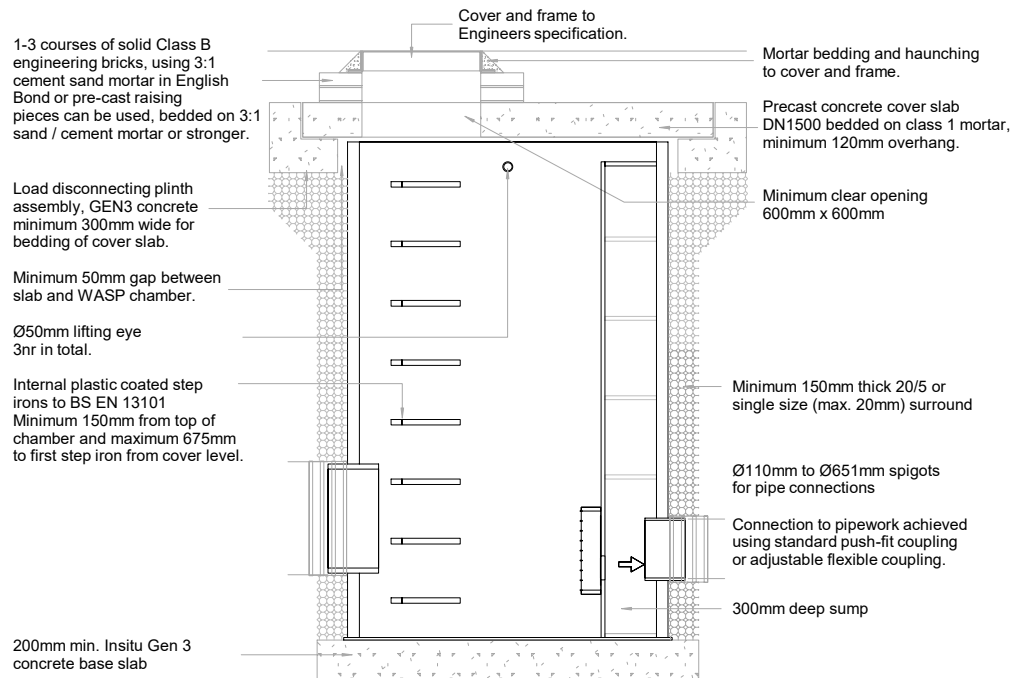 Cover and frame to
Engineers specification.
1-3 courses of solid Class B
engineering bricks, using 3:1
cement sand mortar in English
Bond or pre-cast raising
pieces can be used, bedded on 3:1
sand / cement mortar or stronger.
Load disconnecting plinth
assembly, GEN3 concrete
minimum 300mm wide for
bedding of cover slab.
Minimum 50mm gap between
slab and WASP chamber.
Ø50mm lifting eye
3nr in total.
Internal plastic coated step
irons to BS EN 13101
Minimum 150mm from top of
chamber and maximum 675mm
to first step iron from cover level.
200mm min. Insitu Gen 3
concrete base slab
Mortar bedding and haunching
to cover and frame.
Precast concrete cover slab
DN1500 bedded on class 1 mortar,
minimum 120mm overhang.
Minimum clear opening
600mm x 600mm
Minimum 150mm thick 20/5 or
single size (max. 20mm) surround
Ø110mm to Ø651mm spigots
for pipe connections
Connection to pipework achieved
using standard push-fit coupling
or adjustable flexible coupling.
300mm deep sump